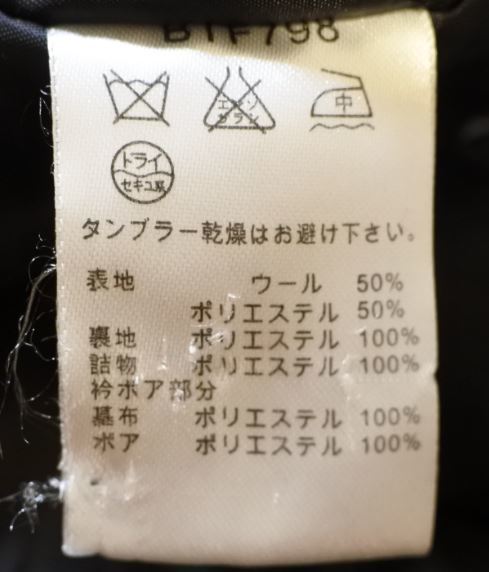 BTF798
エンソ
サラシ
中
ドライ
セキユ系
タンブラー乾燥はお避け下さい。
表地 ウール 50%
ポリエステル 50%
裏地 ポリエステル 100%
詰物 ポリエステル 100%
衿ボア部分
基布 ポリエステル 100%
ボア ポリエステル 100%